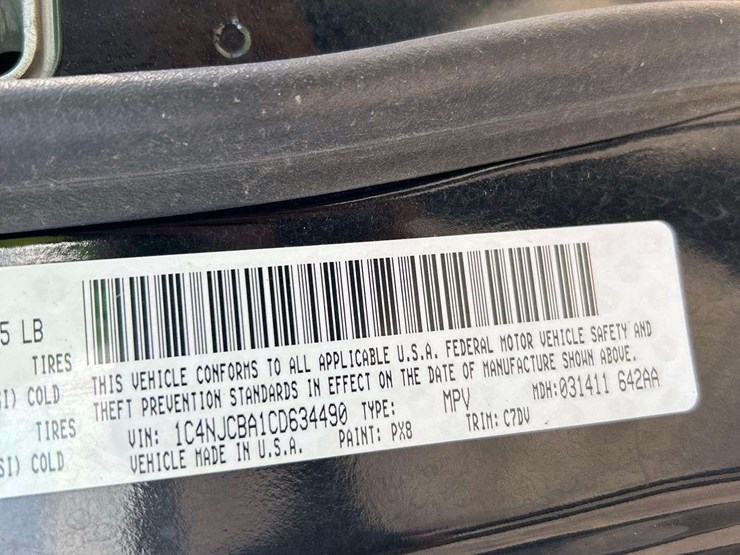 5 LB
TIRES
SI) COLD
TIRES
SI) COLD
THIS VEHICLE CONFORMS TO ALL APPLICABLE U.S.A. FEDERAL MOTOR VEHICLE SAFETY AND
THEFT PREVENTION STANDARDS IN EFFECT ON THE DATE OF MANUFACTURE SHOWN ABOVE.
VIN: 1C4NJCBA1CD634490 TYPE: MPV MDH:031411 642AA
VEHICLE MADE IN U.S.A. PAINT: PX8 TRIM: C7DV